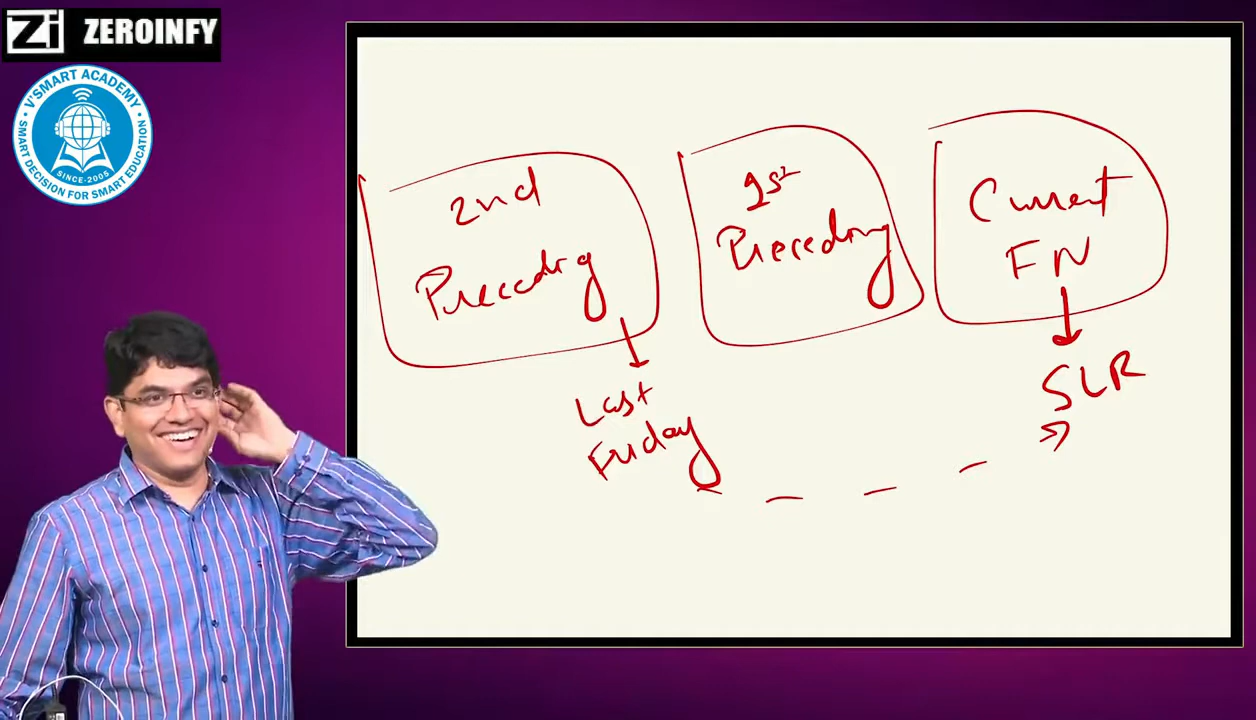 Zi ZEROINFY
V'SMART ACADEMY
SINCE-2005
SMART DECISION FOR SMART EDUCATION
2nd
Preceding
Last
Friday
1st
Preceding
Current
FN
SLR